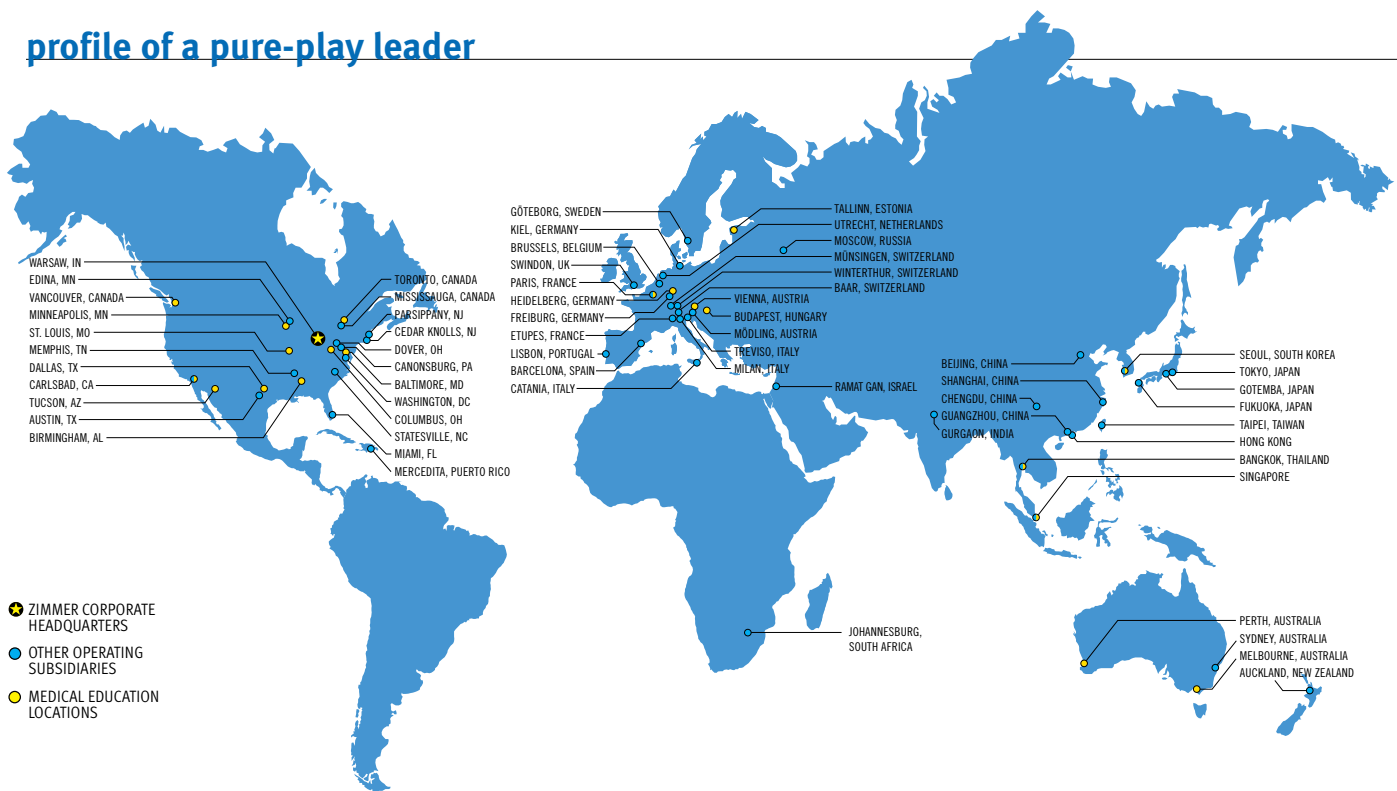 profile of a pure-play leader
WARSAW, IN
EDINA, MN
VANCOUVER, CANADA
MINNEAPOLIS, MN
ST. LOUIS, MO
MEMPHIS, TN
DALLAS, TX
CARLSBAD, CA
TUCSON, AZ
AUSTIN, TX
BIRMINGHAM, AL
TORONTO, CANADA
MISSISSAUGA, CANADA
PARSIPPANY, NJ
CEDAR KNOLLS, NJ
DOVER, OH
CANONSBURG, PA
BALTIMORE, MD
WASHINGTON, DC
COLUMBUS, OH
STATESVILLE, NC
MIAMI, FL
MERCEDITA, PUERTO RICO
GÖTEBORG, SWEDEN
KIEL, GERMANY
BRUSSELS, BELGIUM
SWINDON, UK
PARIS, FRANCE
HEIDELBERG, GERMANY
FREIBURG, GERMANY
ETUPES, FRANCE
LISBON, PORTUGAL
BARCELONA, SPAIN
CATANIA, ITALY
TALLINN, ESTONIA
UTRECHT, NETHERLANDS
MOSCOW, RUSSIA
MÜNSINGEN, SWITZERLAND
WINTERTHUR, SWITZERLAND
BAAR, SWITZERLAND
VIENNA, AUSTRIA
BUDAPEST, HUNGARY
MÖDLING, AUSTRIA
TREVISO, ITALY
MILAN, ITALY
RAMAT GAN, ISRAEL
BEIJING, CHINA
SHANGHAI, CHINA
CHENGDU, CHINA
GUANGZHOU, CHINA
GURGAON, INDIA
SEOUL, SOUTH KOREA
TOKYO, JAPAN
GOTEMBA, JAPAN
FUKUOKA, JAPAN
TAIPEI, TAIWAN
HONG KONG
BANGKOK, THAILAND
SINGAPORE
JOHANNESBURG,
SOUTH AFRICA
PERTH, AUSTRALIA
SYDNEY, AUSTRALIA
MELBOURNE, AUSTRALIA
AUCKLAND, NEW ZEALAND
ZIMMER CORPORATE
HEADQUARTERS
OTHER OPERATING
SUBSIDIARIES
MEDICAL EDUCATION
LOCATIONS